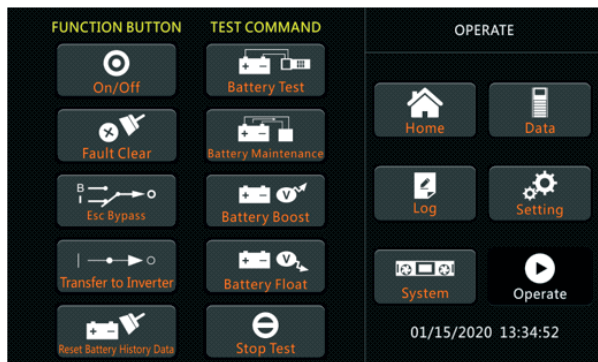 FUNCTION BUTTON
TEST COMMAND
OPERATE
On/Off
Battery Test
Fault Clear
Battery Maintenance
B
I
Esc Bypass
Battery Boost
Transfer to Inverter
Battery Float
Reset Battery History Data
Stop Test
Home
Data
Log
Setting
System
Operate
01/15/2020 13:34:52